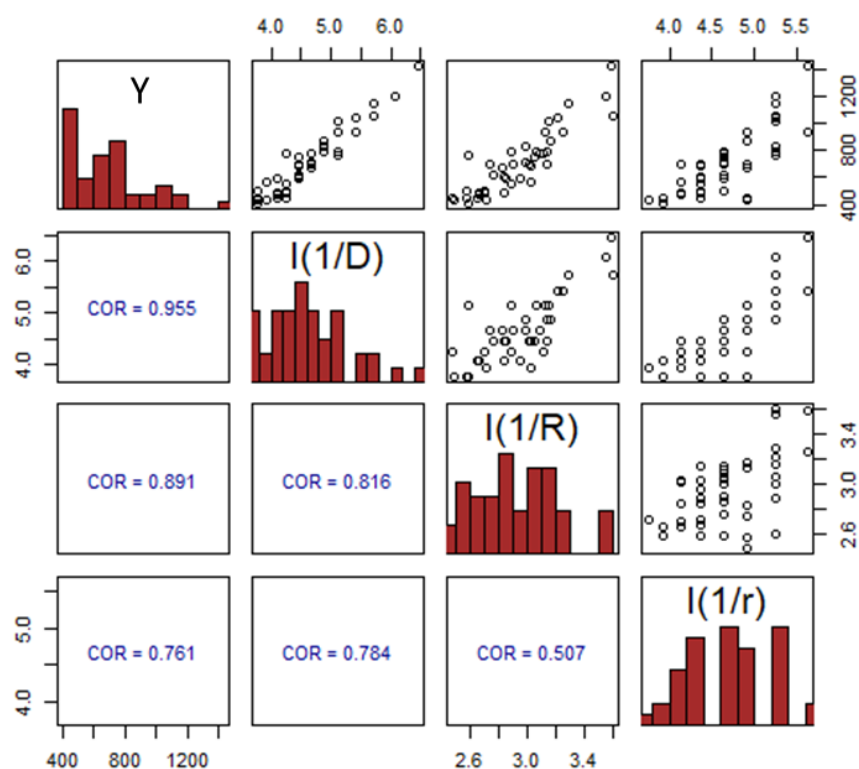 4.0 5.0 6.0
4.0 4.5 5.0 5.5
Y
400 800 1200
I(1/D)
4.0 5.0 6.0
COR = 0.955
I(1/R)
COR = 0.891
COR = 0.816
2.6 3.0 3.4
I(1/r)
4.0 5.0
COR = 0.761
COR = 0.784
COR = 0.507
400 800 1200
2.6 3.0 3.4